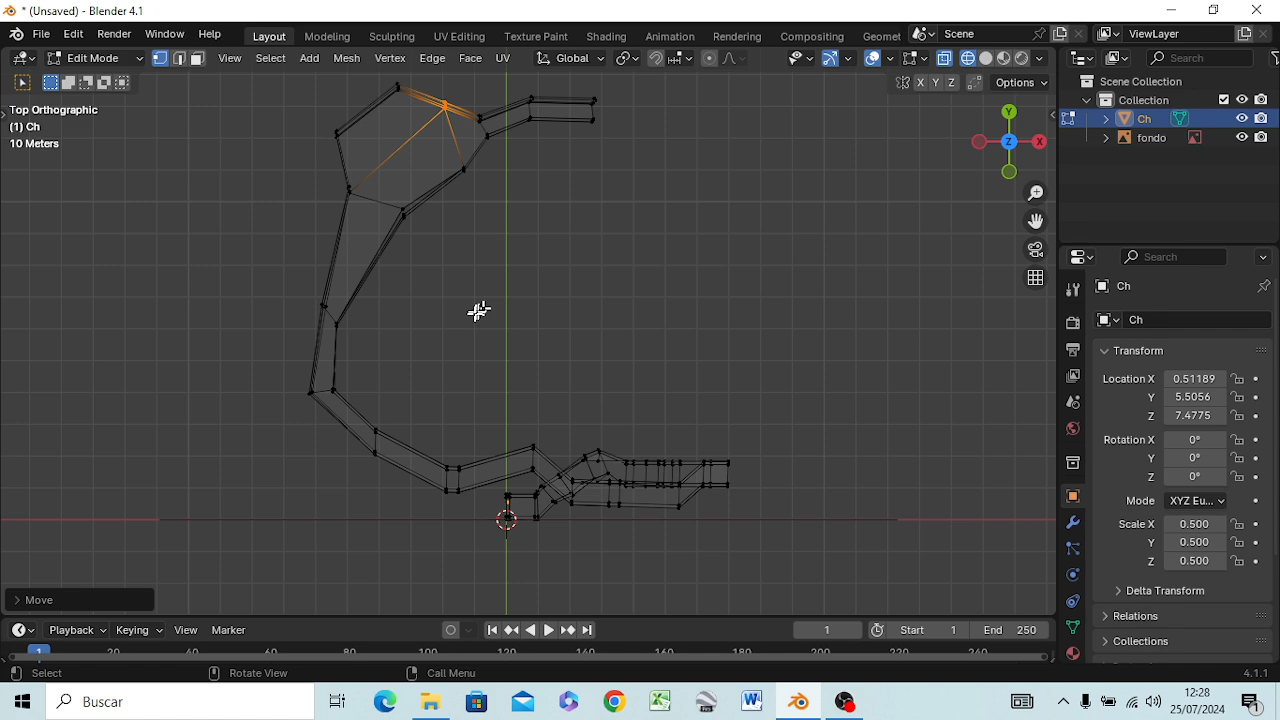 * (Unsaved) - Blender 4.1
File Edit Render Window Help Layout Modeling Sculpting UV Editing Texture Paint Shading Animation Rendering Compositing Geomet Scene ViewLayer
Edit Mode View Select Add Mesh Vertex Edge Face UV Global Search
X Y Z Options
Top Orthographic
(1) Ch
10 Meters
Y
X
Z
Scene Collection
Collection
Ch
fondo
Search
Ch
Ch
Transform
Location X 0.51189
Y 5.5056
Z 7.4775
Rotation X 0°
Y 0°
Z 0°
Mode XYZ Eu...
Scale X 0.500
Y 0.500
Z 0.500
Delta Transform
Relations
Collections
Move
Playback Keying View Marker 1 Start 1 End 250
1 20 40 60 80 100 120 140 160 180 200 220 240
Select Rotate View Call Menu 4.1.1
Buscar
12:28
25/07/2024
1